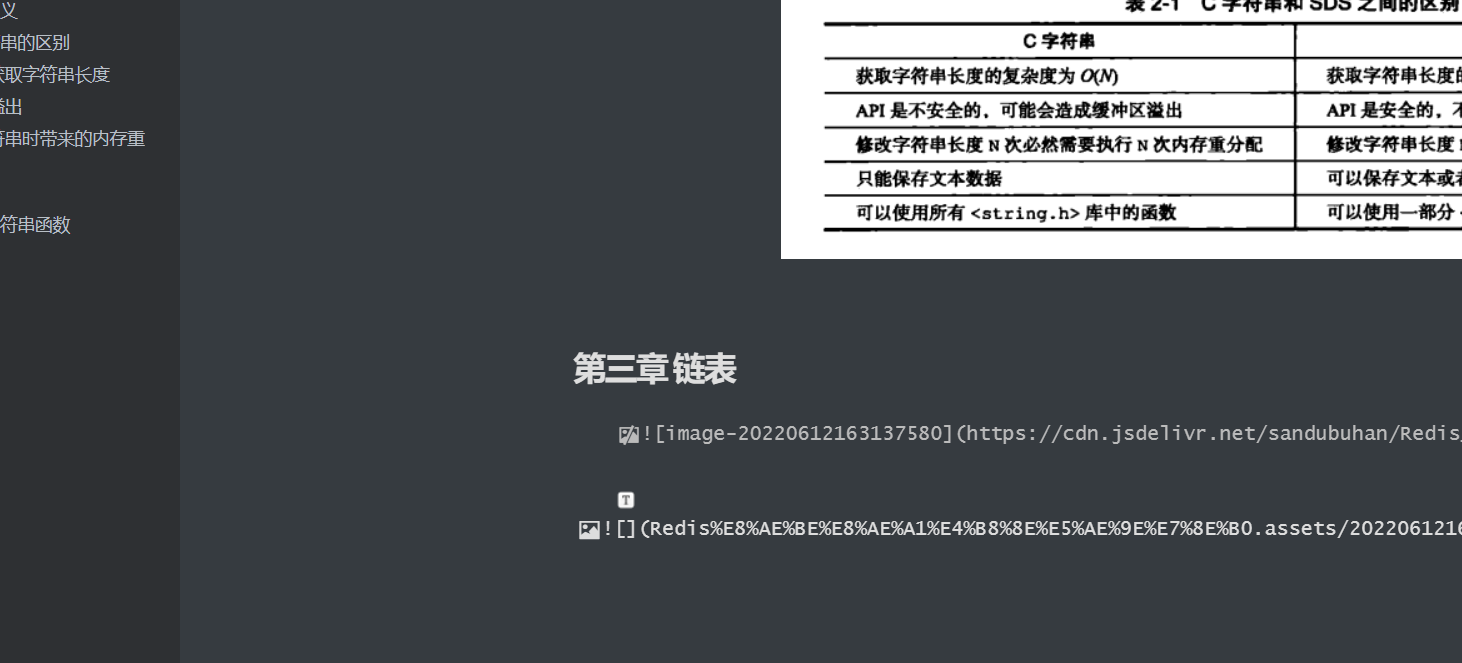 义
串的区别
获取字符串长度
溢出
符串时带来的内存重
符串函数
表 2-1 C 字符串和 SDS 之间的区别
C 字符串
获取字符串长度的复杂度为 O(N)
获取字符串长度的
API 是不安全的，可能会造成缓冲区溢出
API 是安全的，不
修改字符串长度 N 次必然需要执行 N 次内存重分配
修改字符串长度
只能保存文本数据
可以保存文本或者
可以使用所有 <string.h> 库中的函数
可以使用一部分
第三章 链表
![image-20220612163137580](https://cdn.jsdelivr.net/sandubuhan/Redis
T
![](Redis%E8%AE%BE%E8%AE%A1%E4%B8%8E%E5%AE%9E%E7%8E%B0.assets/2022061216